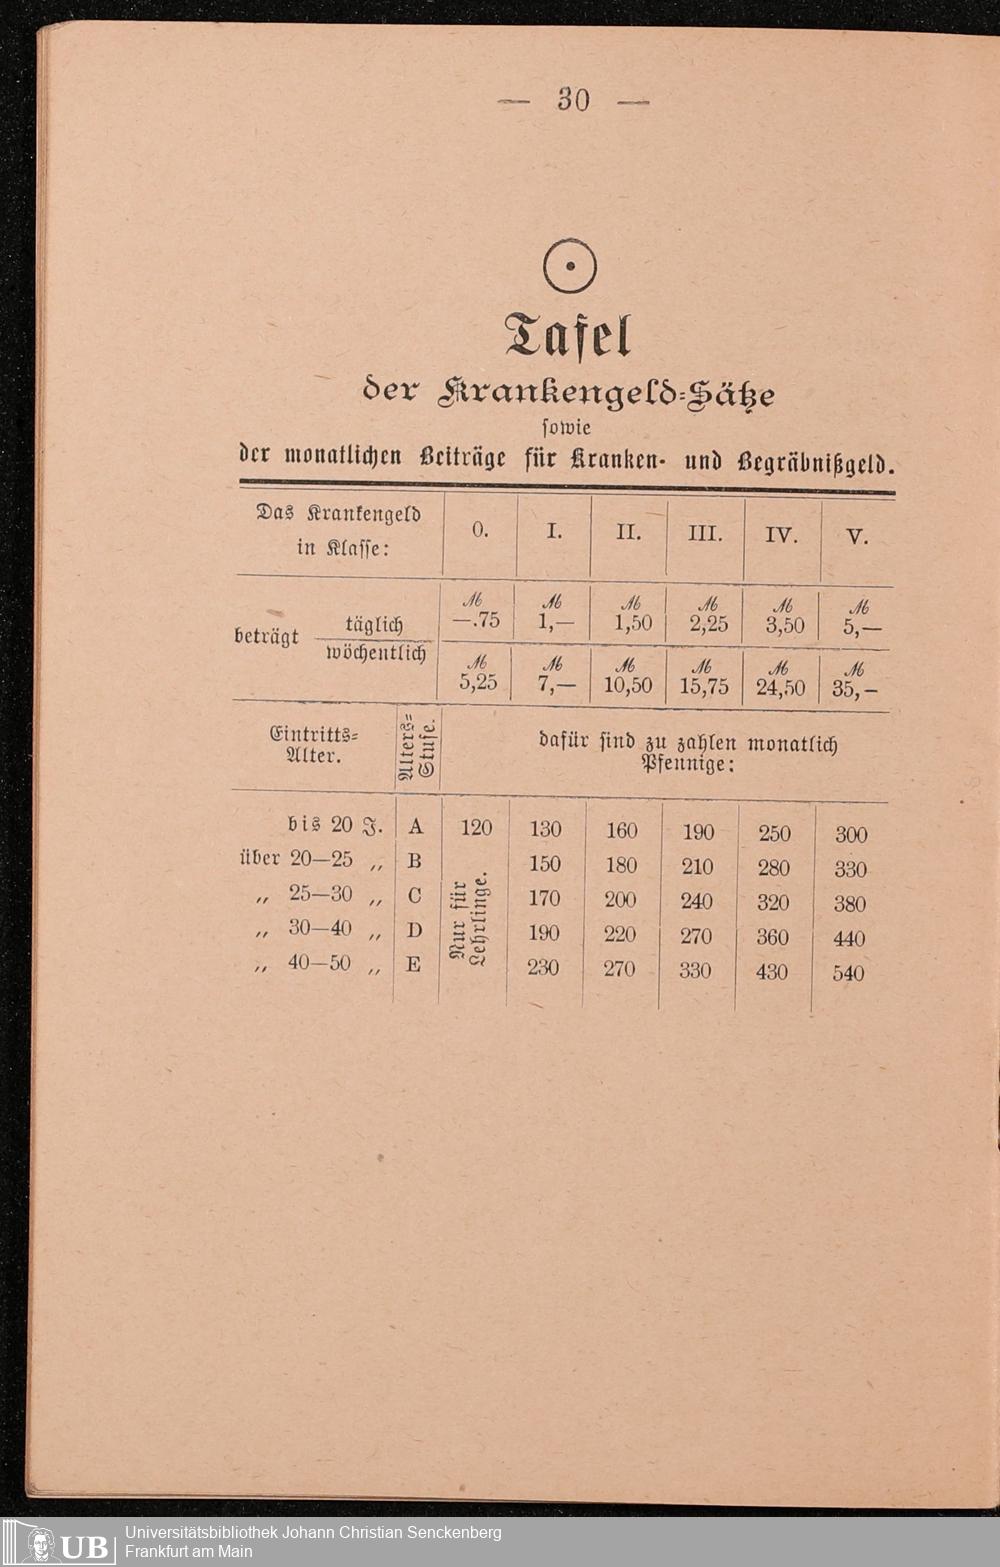 — 30 —
Tafel
der Krankengeld-Sätze
sowie
der monatlichen Beiträge für Kranken- und Begräbnißgeld.
Das Krankengeld in Klasse: 0. I. II. III. IV. V.
ℳ ℳ ℳ ℳ ℳ ℳ
beträgt täglich —.75 1,— 1,50 2,25 3,50 5,—
wöchentlich ℳ ℳ ℳ ℳ ℳ ℳ
5,25 7,— 10,50 15,75 24,50 35,–
Eintritts-
Alter.
Alters-
Stufe.
dafür sind zu zahlen monatlich
Pfennige:
bis 20 J. A 120 130 160 190 250 300
über 20—25 „ B 150 180 210 280 330
„ 25—30 „ C 170 200 240 320 380
„ 30—40 „ D 190 220 270 360 440
„ 40—50 „ E 230 270 330 430 540
Nur für
Lehrlinge.
UB
Universitätsbibliothek Johann Christian Senckenberg
Frankfurt am Main